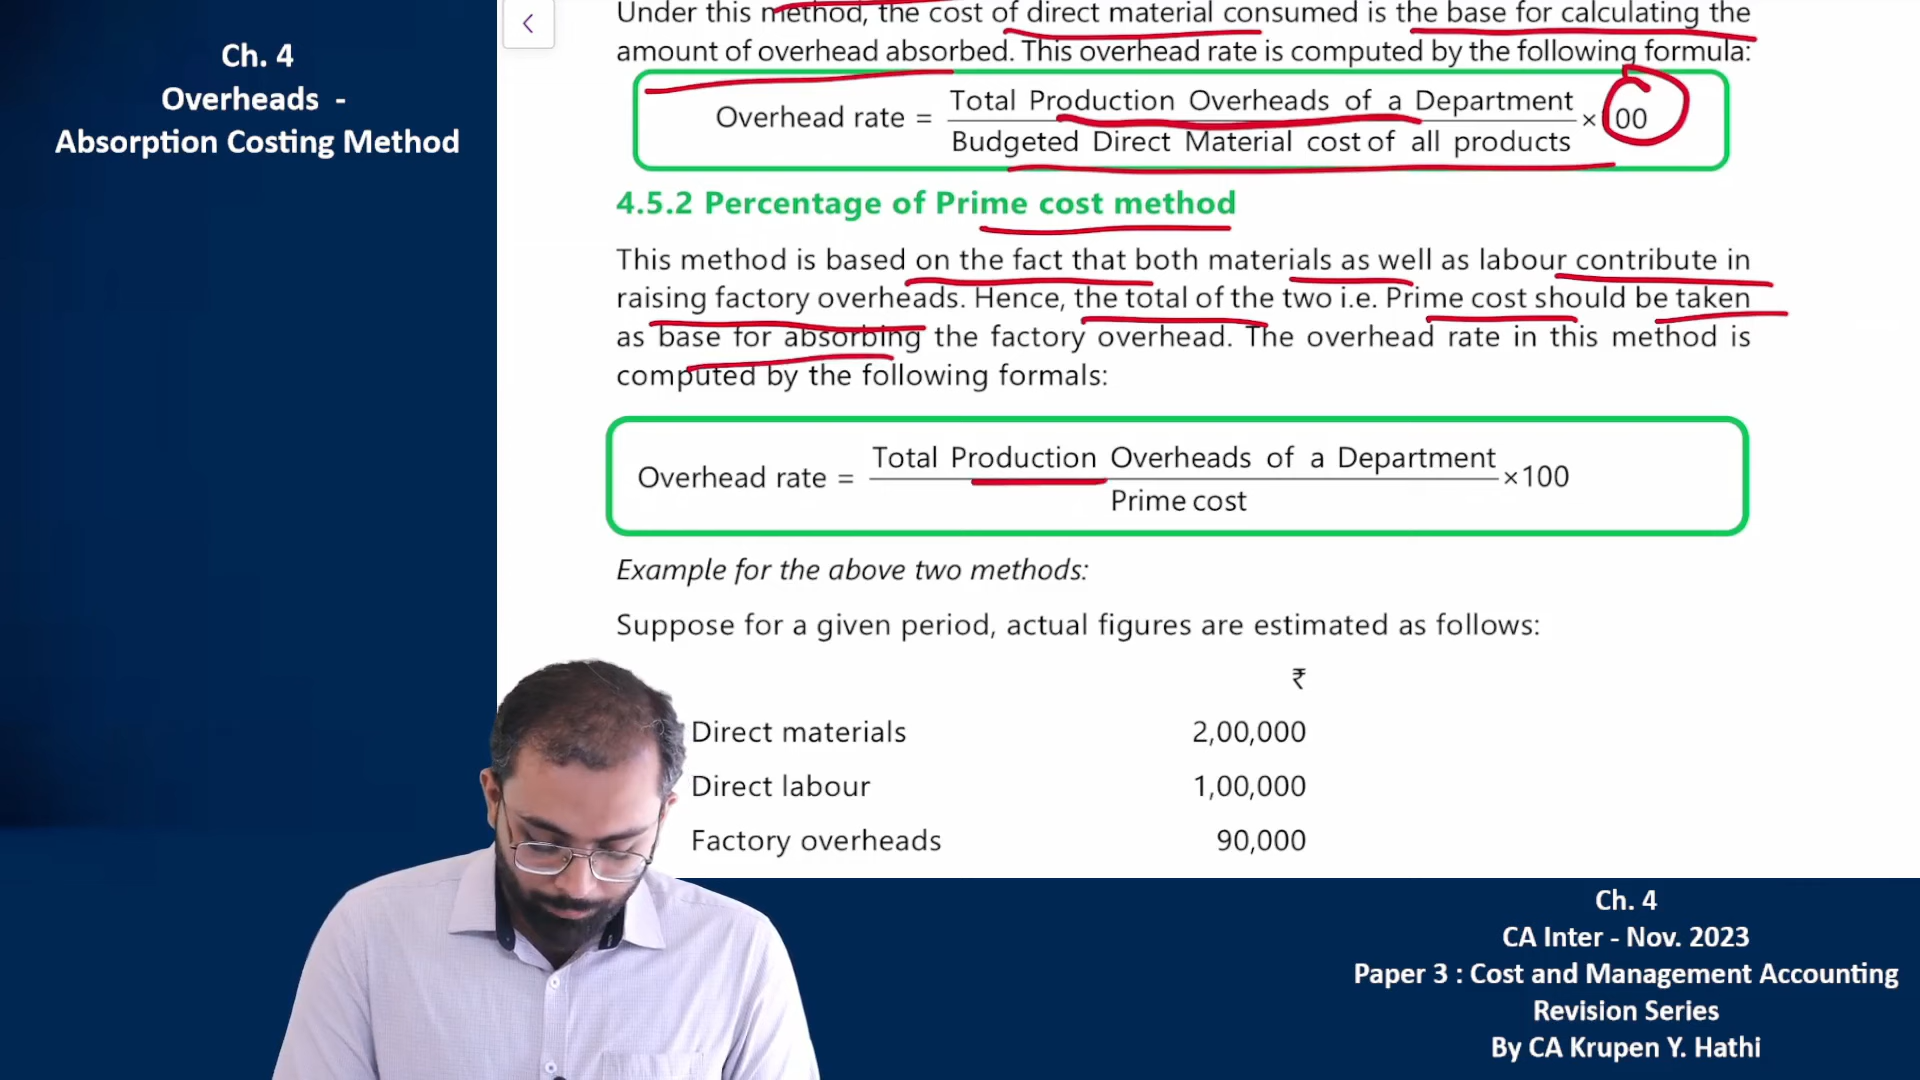 Ch. 4
Overheads -
Absorption Costing Method
Under this method, the cost of direct material consumed is the base for calculating the
amount of overhead absorbed. This overhead rate is computed by the following formula:
Overhead rate = Total Production Overheads of a Department / Budgeted Direct Material cost of all products × 100
4.5.2 Percentage of Prime cost method
This method is based on the fact that both materials as well as labour contribute in
raising factory overheads. Hence, the total of the two i.e. Prime cost should be taken
as base for absorbing the factory overhead. The overhead rate in this method is
computed by the following formals:
Overhead rate = Total Production Overheads of a Department / Prime cost ×100
Example for the above two methods:
Suppose for a given period, actual figures are estimated as follows:
₹
Direct materials 2,00,000
Direct labour 1,00,000
Factory overheads 90,000
Ch. 4
CA Inter - Nov. 2023
Paper 3 : Cost and Management Accounting
Revision Series
By CA Krupen Y. Hathi